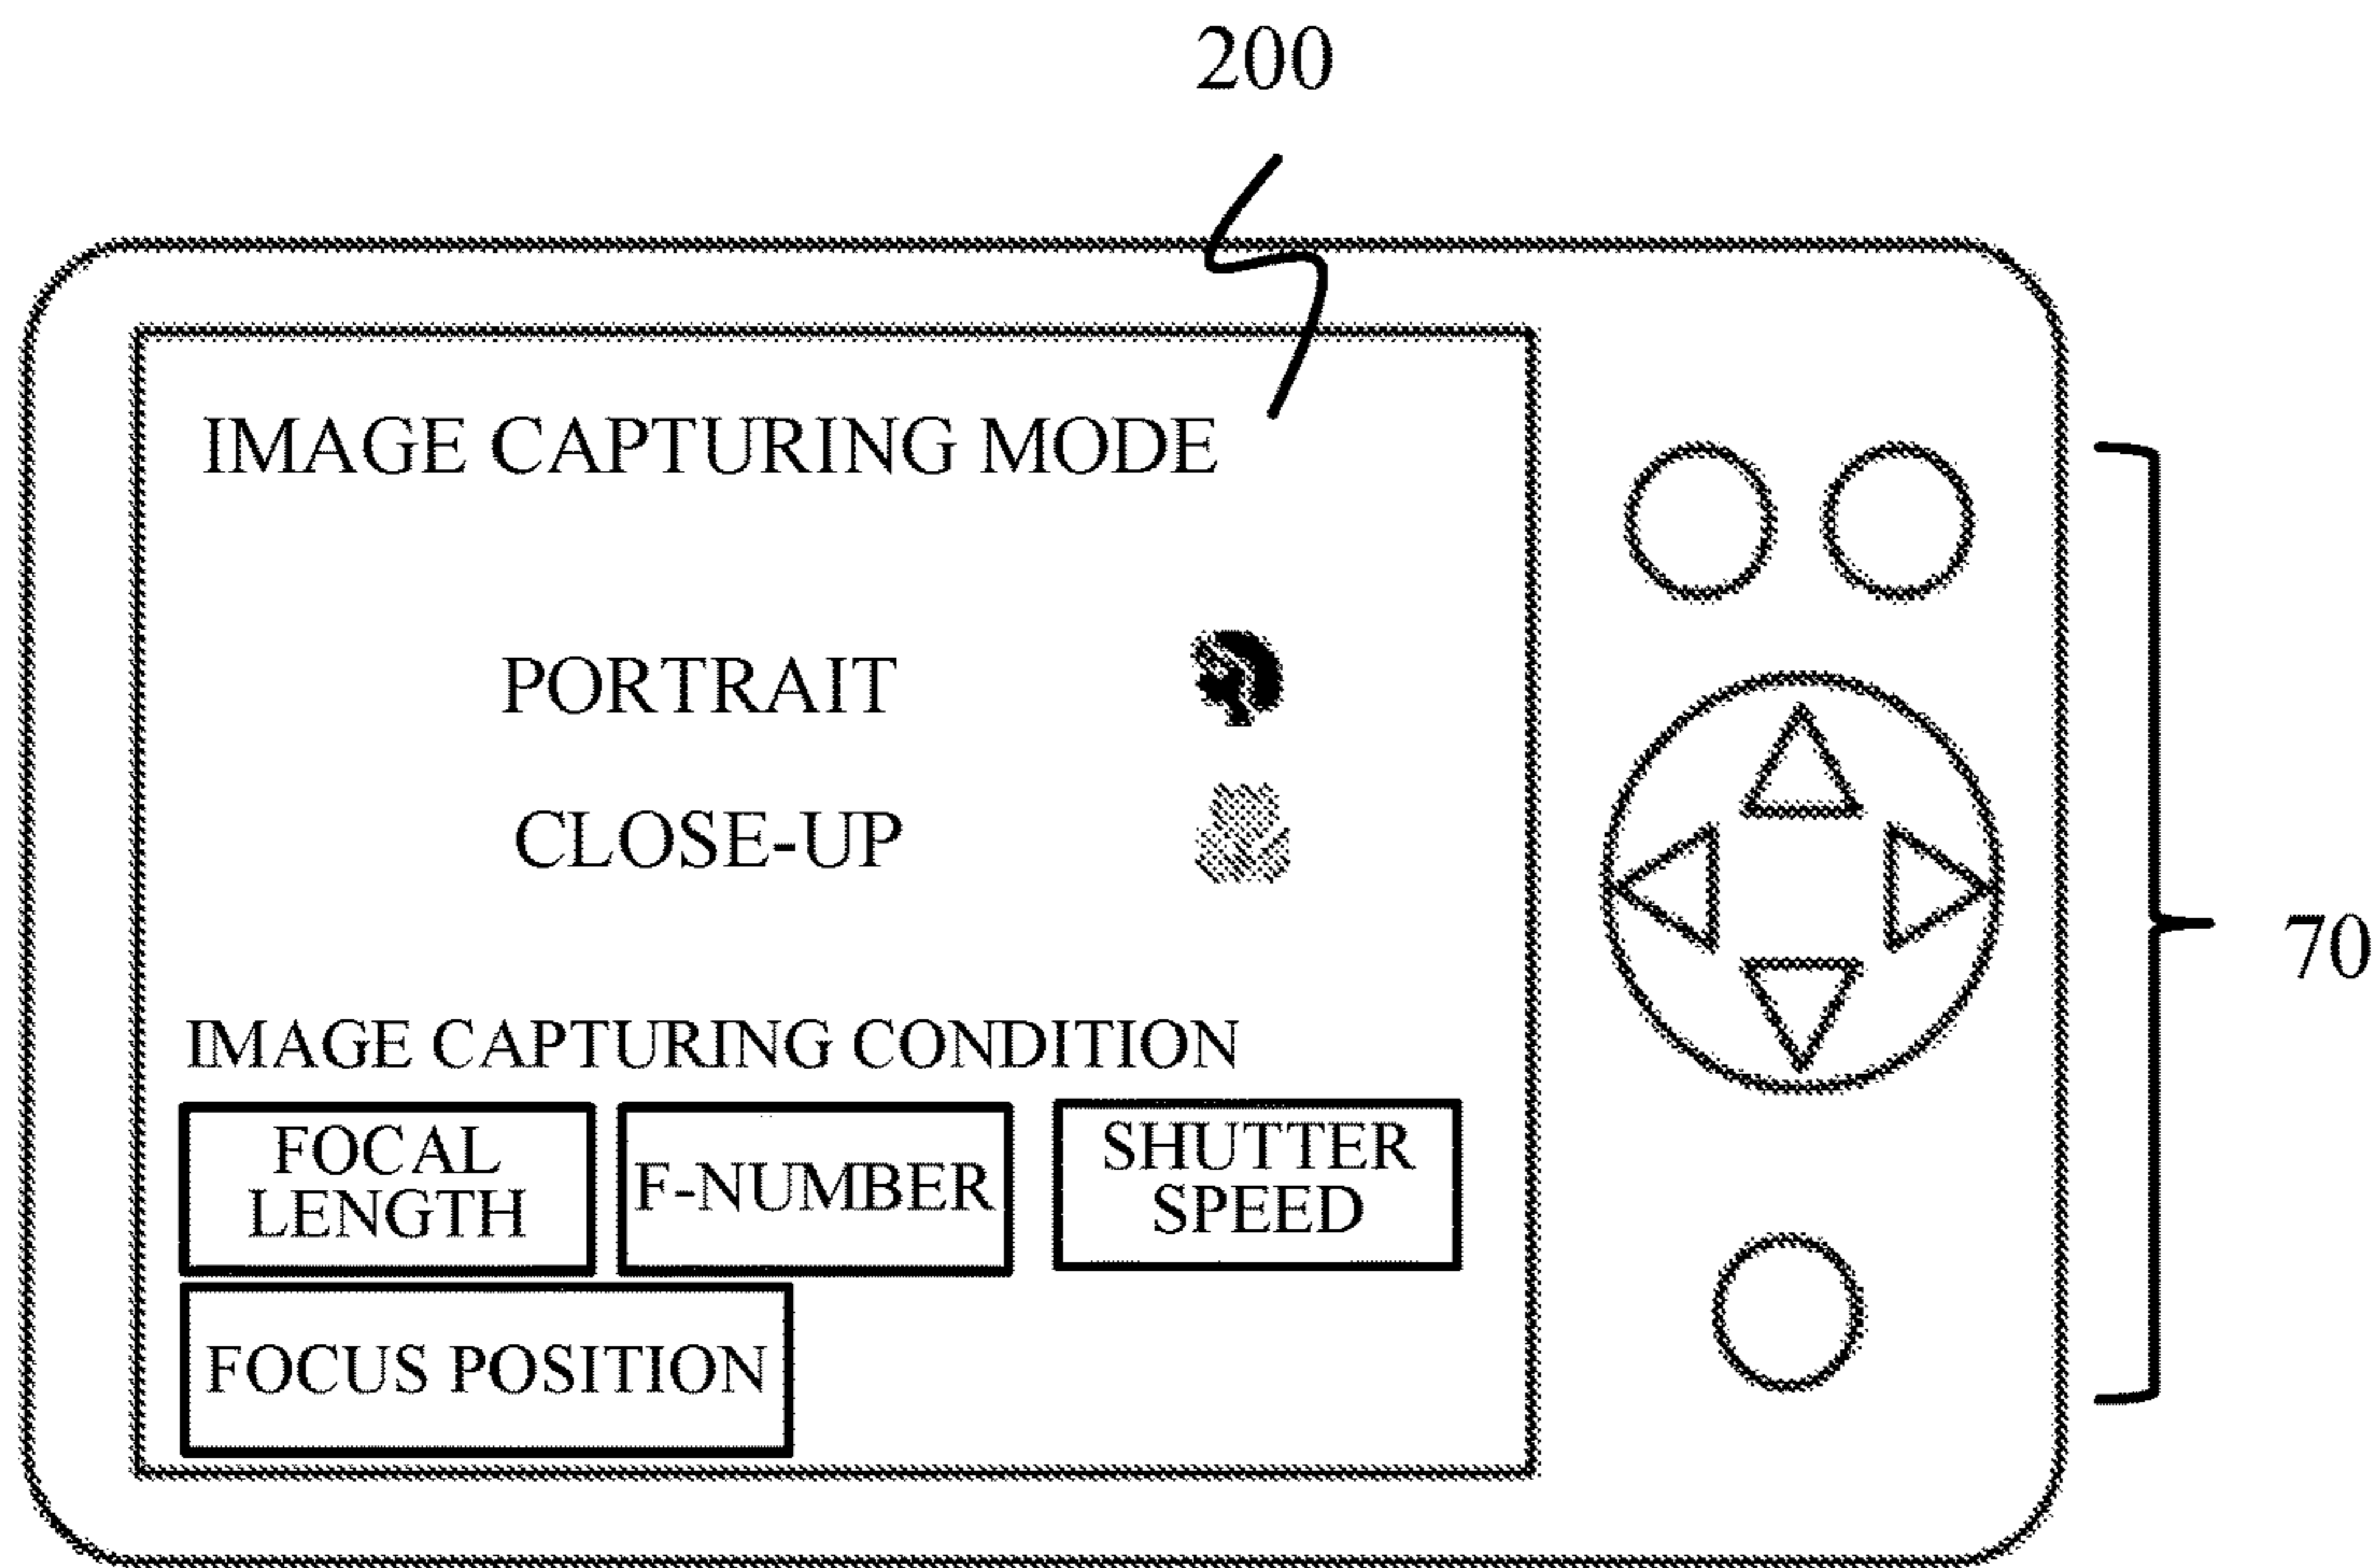 200
IMAGE CAPTURING MODE
PORTRAIT
CLOSE-UP
70
IMAGE CAPTURING CONDITION
FOCAL
LENGTH
F-NUMBER
SHUTTER
SPEED
FOCUS POSITION